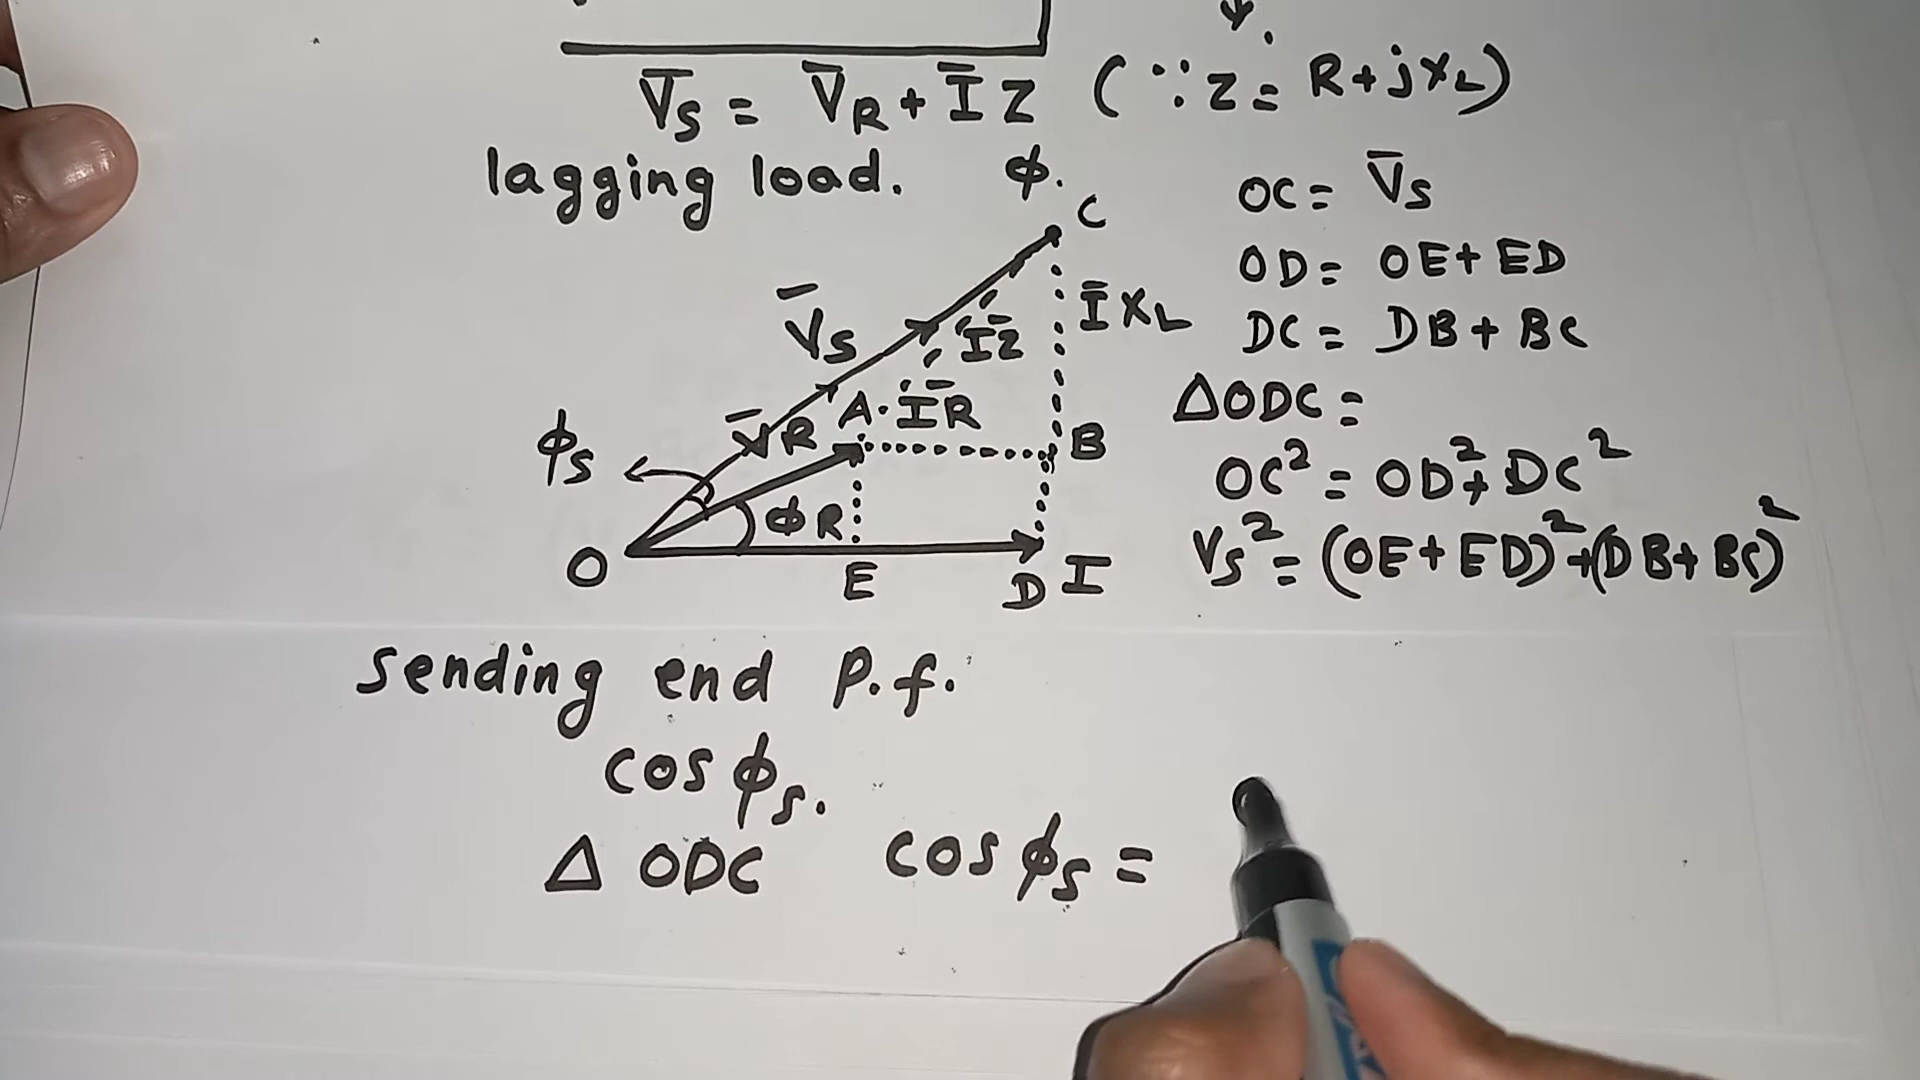 ψ.
V̄s = V̄R + ĪZ (∵ Z = R+jXL)
lagging load. ϕ.
C
V̄s
ĪZ
ĪXL
V̄R
A
ĪR
B
ϕs
ϕR
O
E
D
I
OC = V̄s
OD = OE + ED
DC = DB + BC
ΔODC =
OC² = OD² + DC²
Vs² = (OE + ED)² + (DB + BC)²
Sending end P.f.
cos ϕs.
Δ ODC cos ϕs =